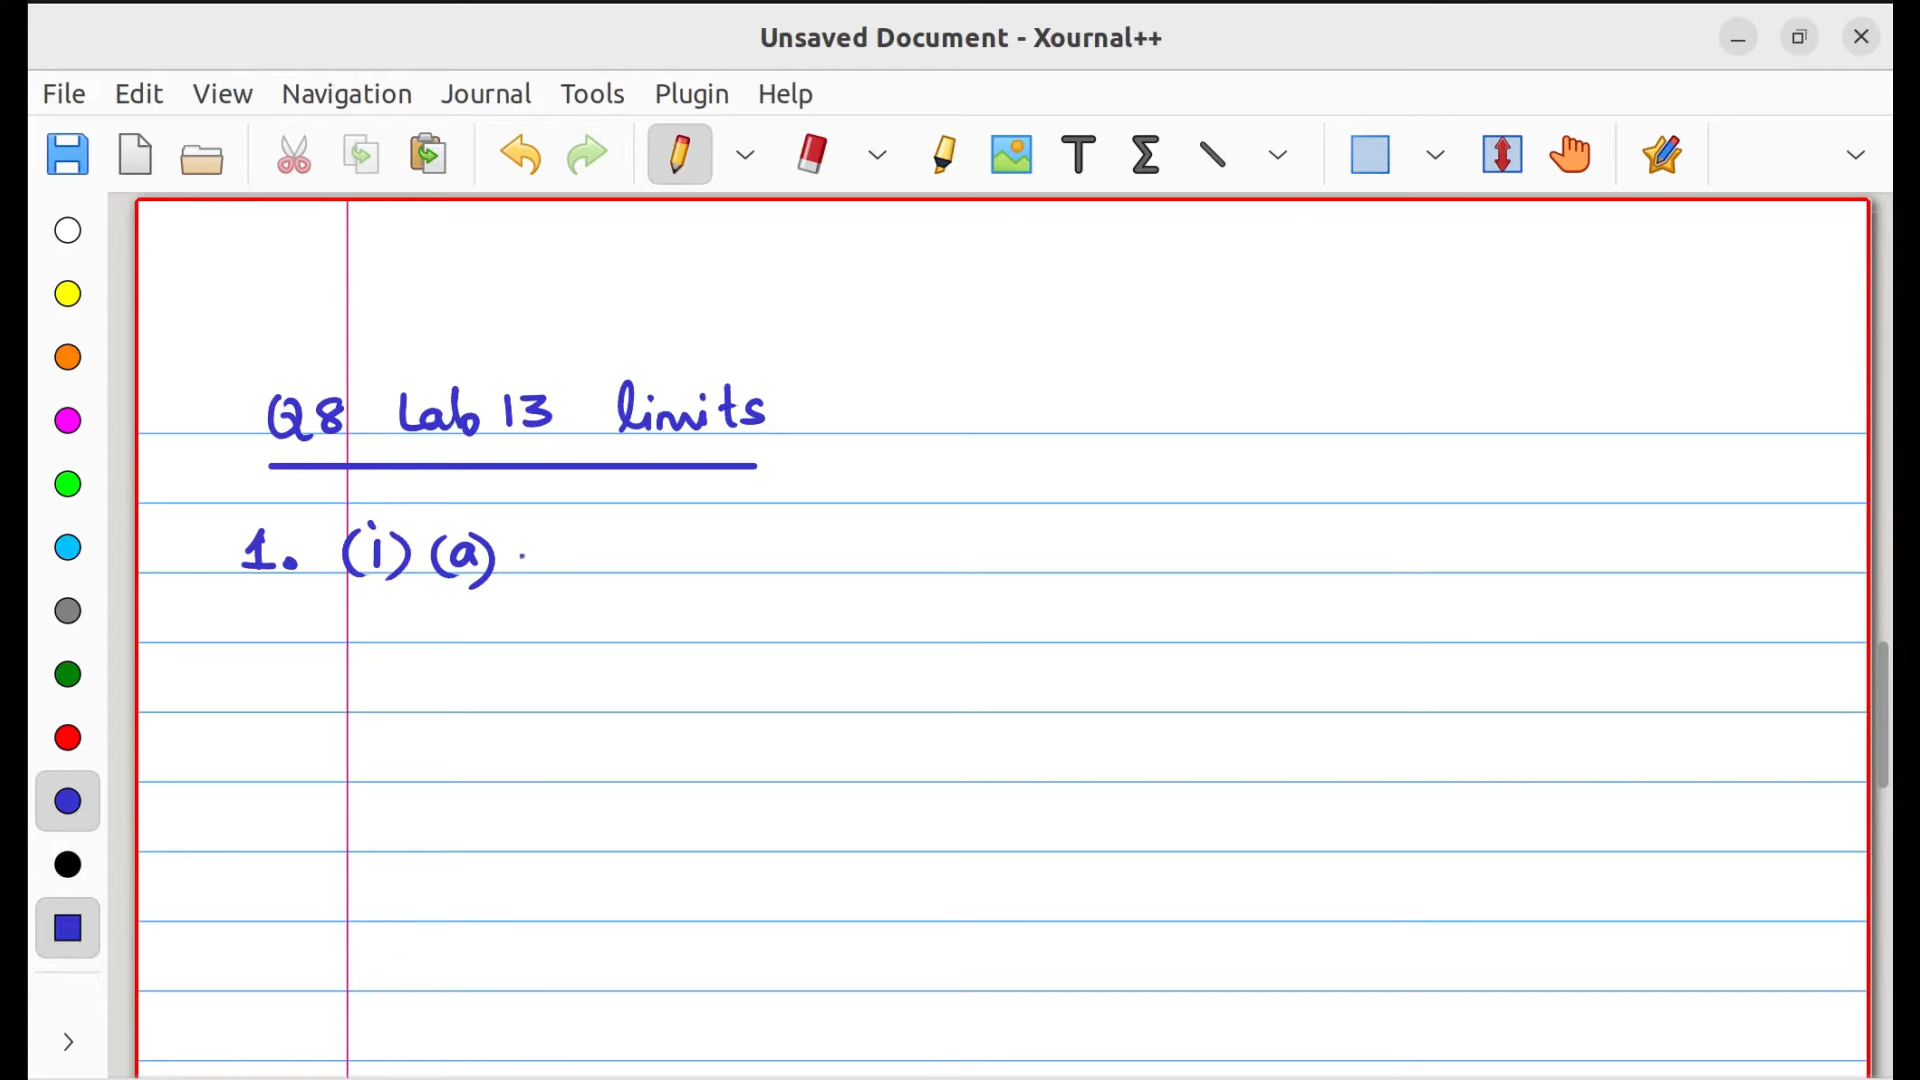 Unsaved Document - Xournal++
File Edit View Navigation Journal Tools Plugin Help
Q8 Lab 13 limits
1. (i) (a)